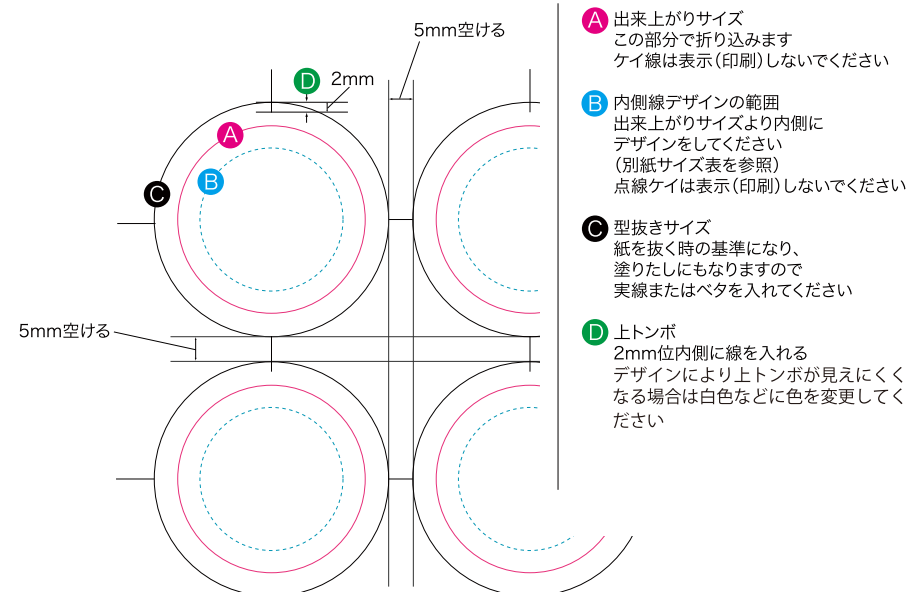 5mm空ける
D
2mm
A
B
C
5mm空ける
A 出来上がりサイズ
この部分で折り込みます
ケイ線は表示(印刷)しないでください
B 内側線デザインの範囲
出来上がりサイズより内側に
デザインをしてください
(別紙サイズ表を参照)
点線ケイは表示(印刷)しないでください
C 型抜きサイズ
紙を抜く時の基準になり、
塗りたしにもなりますので
実線またはベタを入れてください
D 上トンボ
2mm位内側に線を入れる
デザインにより上トンボが見えにくく
なる場合は白色などに色を変更してく
ださい